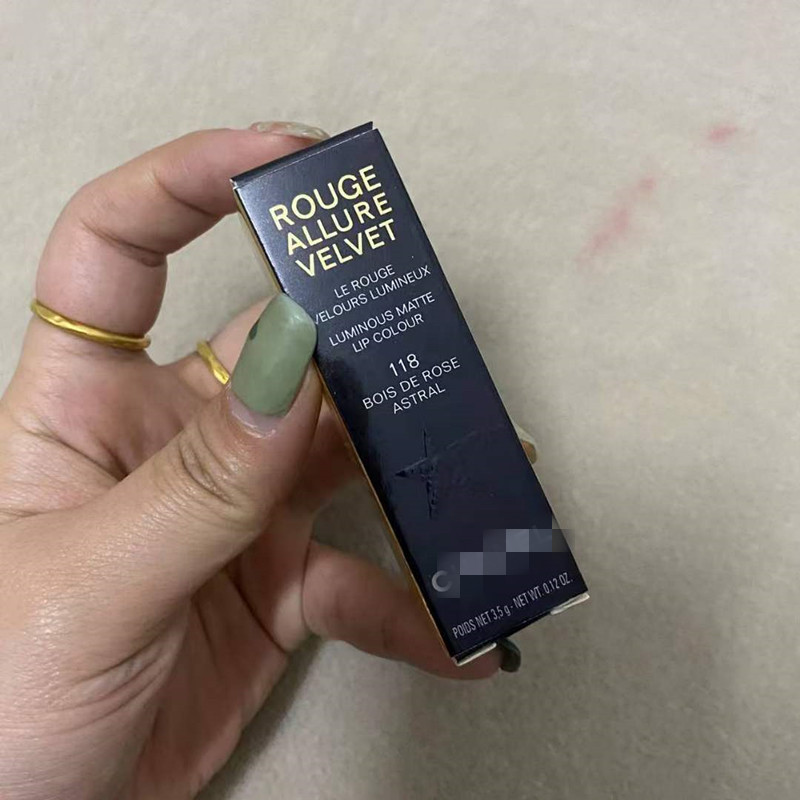 ROUGE
ALLURE
VELVET
LE ROUGE
VELOURS LUMINEUX
LUMINOUS MATTE
LIP COLOUR
118
BOIS DE ROSE
ASTRAL
POIDS NET 3,5 g - NET WT. 0.12 OZ.